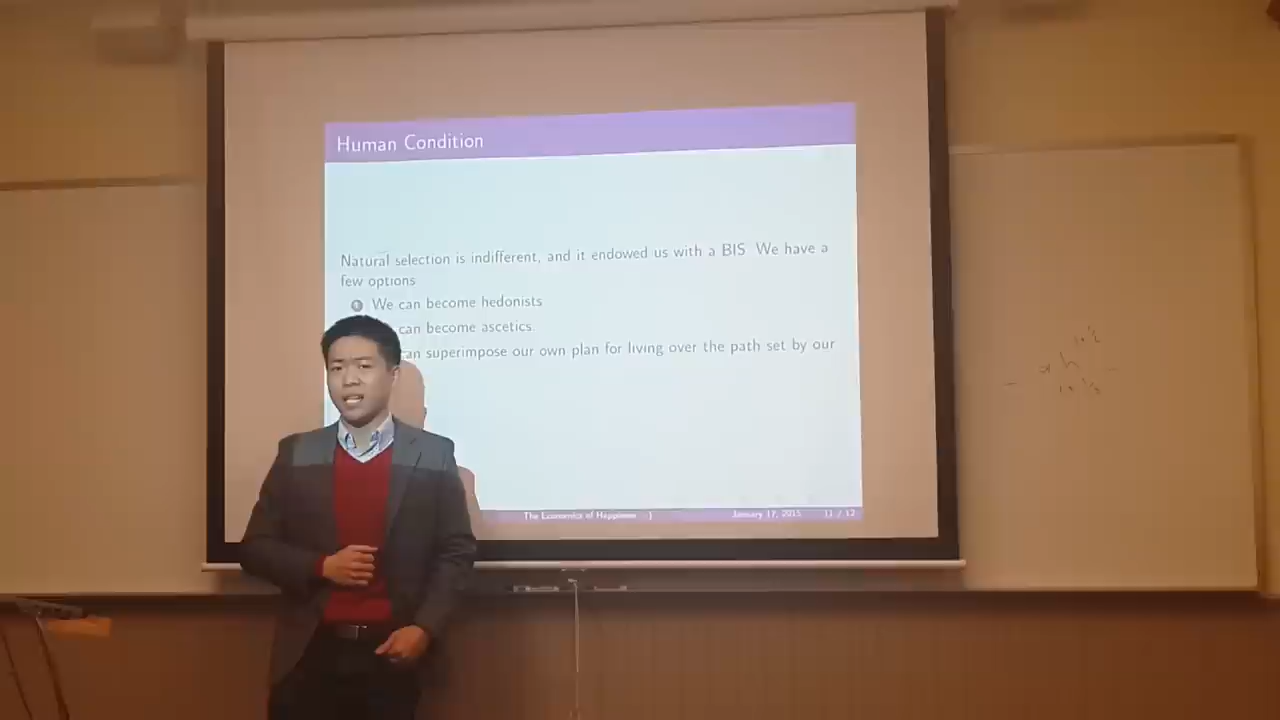 Human Condition
Natural selection is indifferent, and it endowed us with a BIS. We have a
few options
1 We can become hedonists
can become ascetics.
can superimpose our own plan for living over the path set by our
The Economics of Happiness ) January 17, 2015 11 / 12